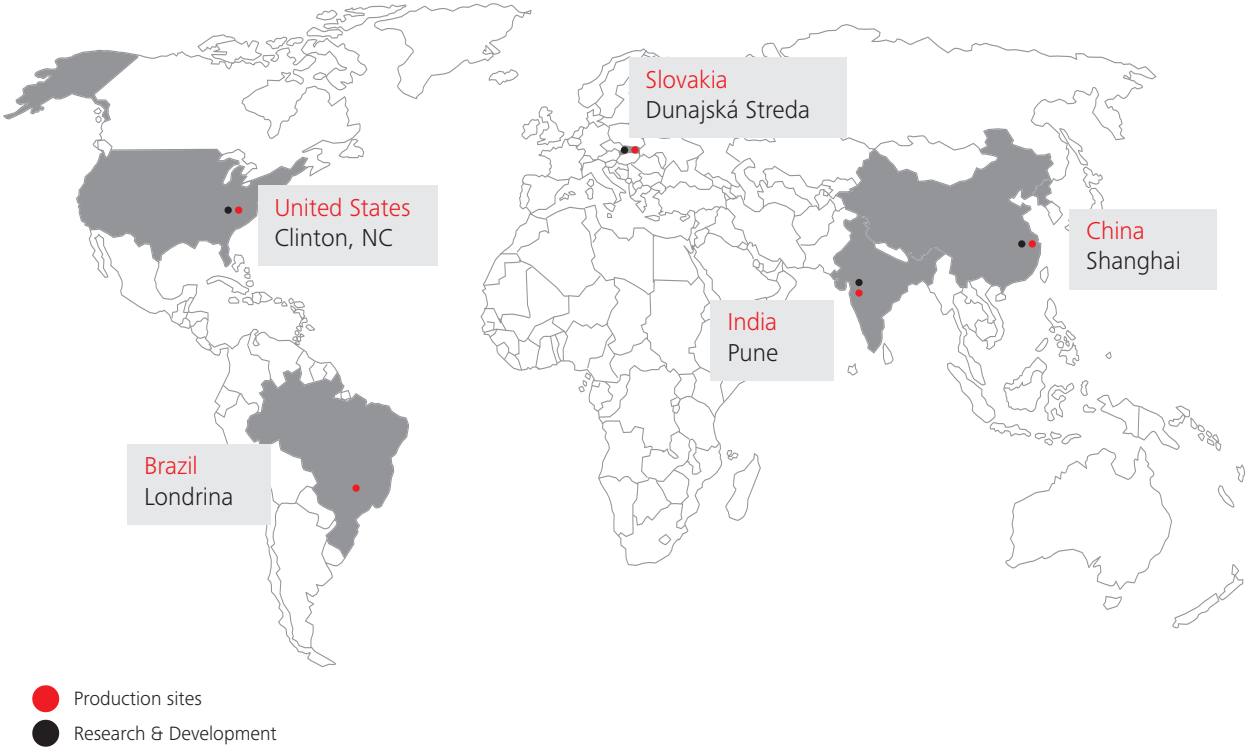 Slovakia
Dunajská Streda
United States
Clinton, NC
China
Shanghai
India
Pune
Brazil
Londrina
Production sites
Research & Development